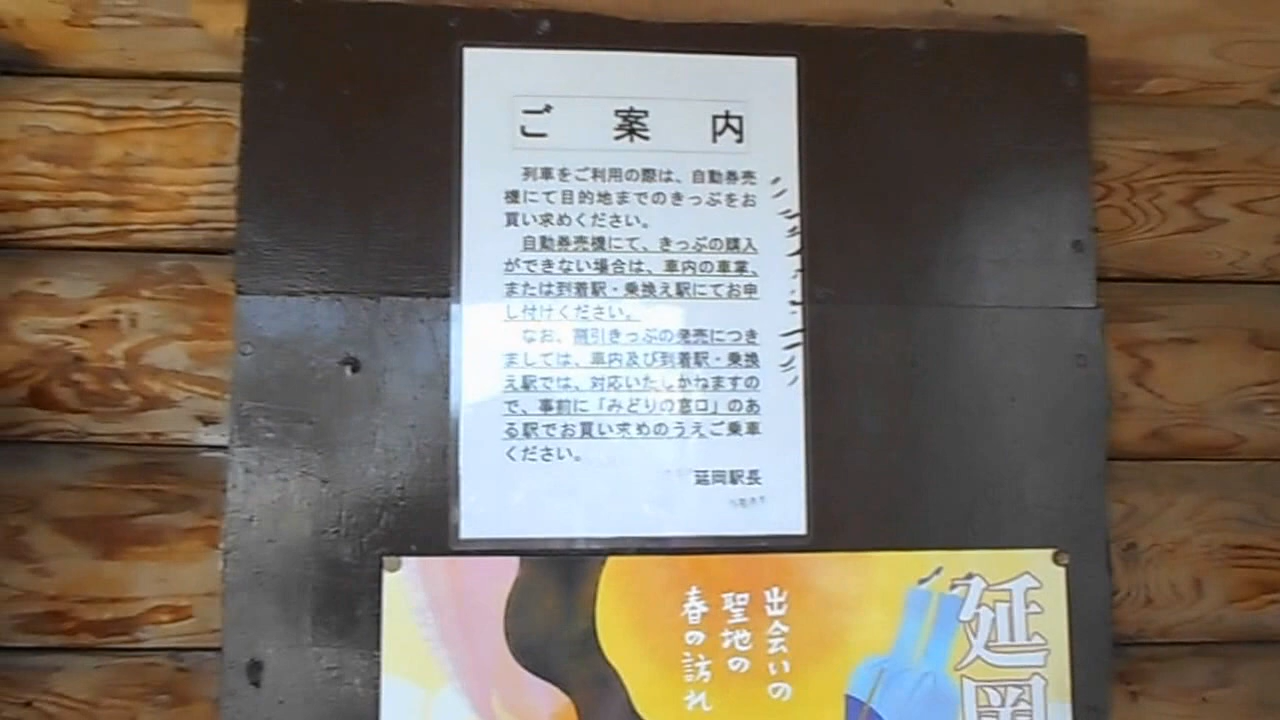 ご案内
列車をご利用の際は、自動券売
機にて目的地までのきっぷをお
買い求めください。
自動券売機にて、きっぷの購入
ができない場合は、車内の車掌、
または到着駅・乗換え駅にてお申
し付けください。
なお、割引きっぷの発売につき
ましては、車内及び到着駅・乗換
え駅では、対応いたしかねますの
で、事前に「みどりの窓口」のあ
る駅でお買い求めのうえご乗車
ください。
延岡駅長
出会いの
聖地の
春の訪れ
延岡